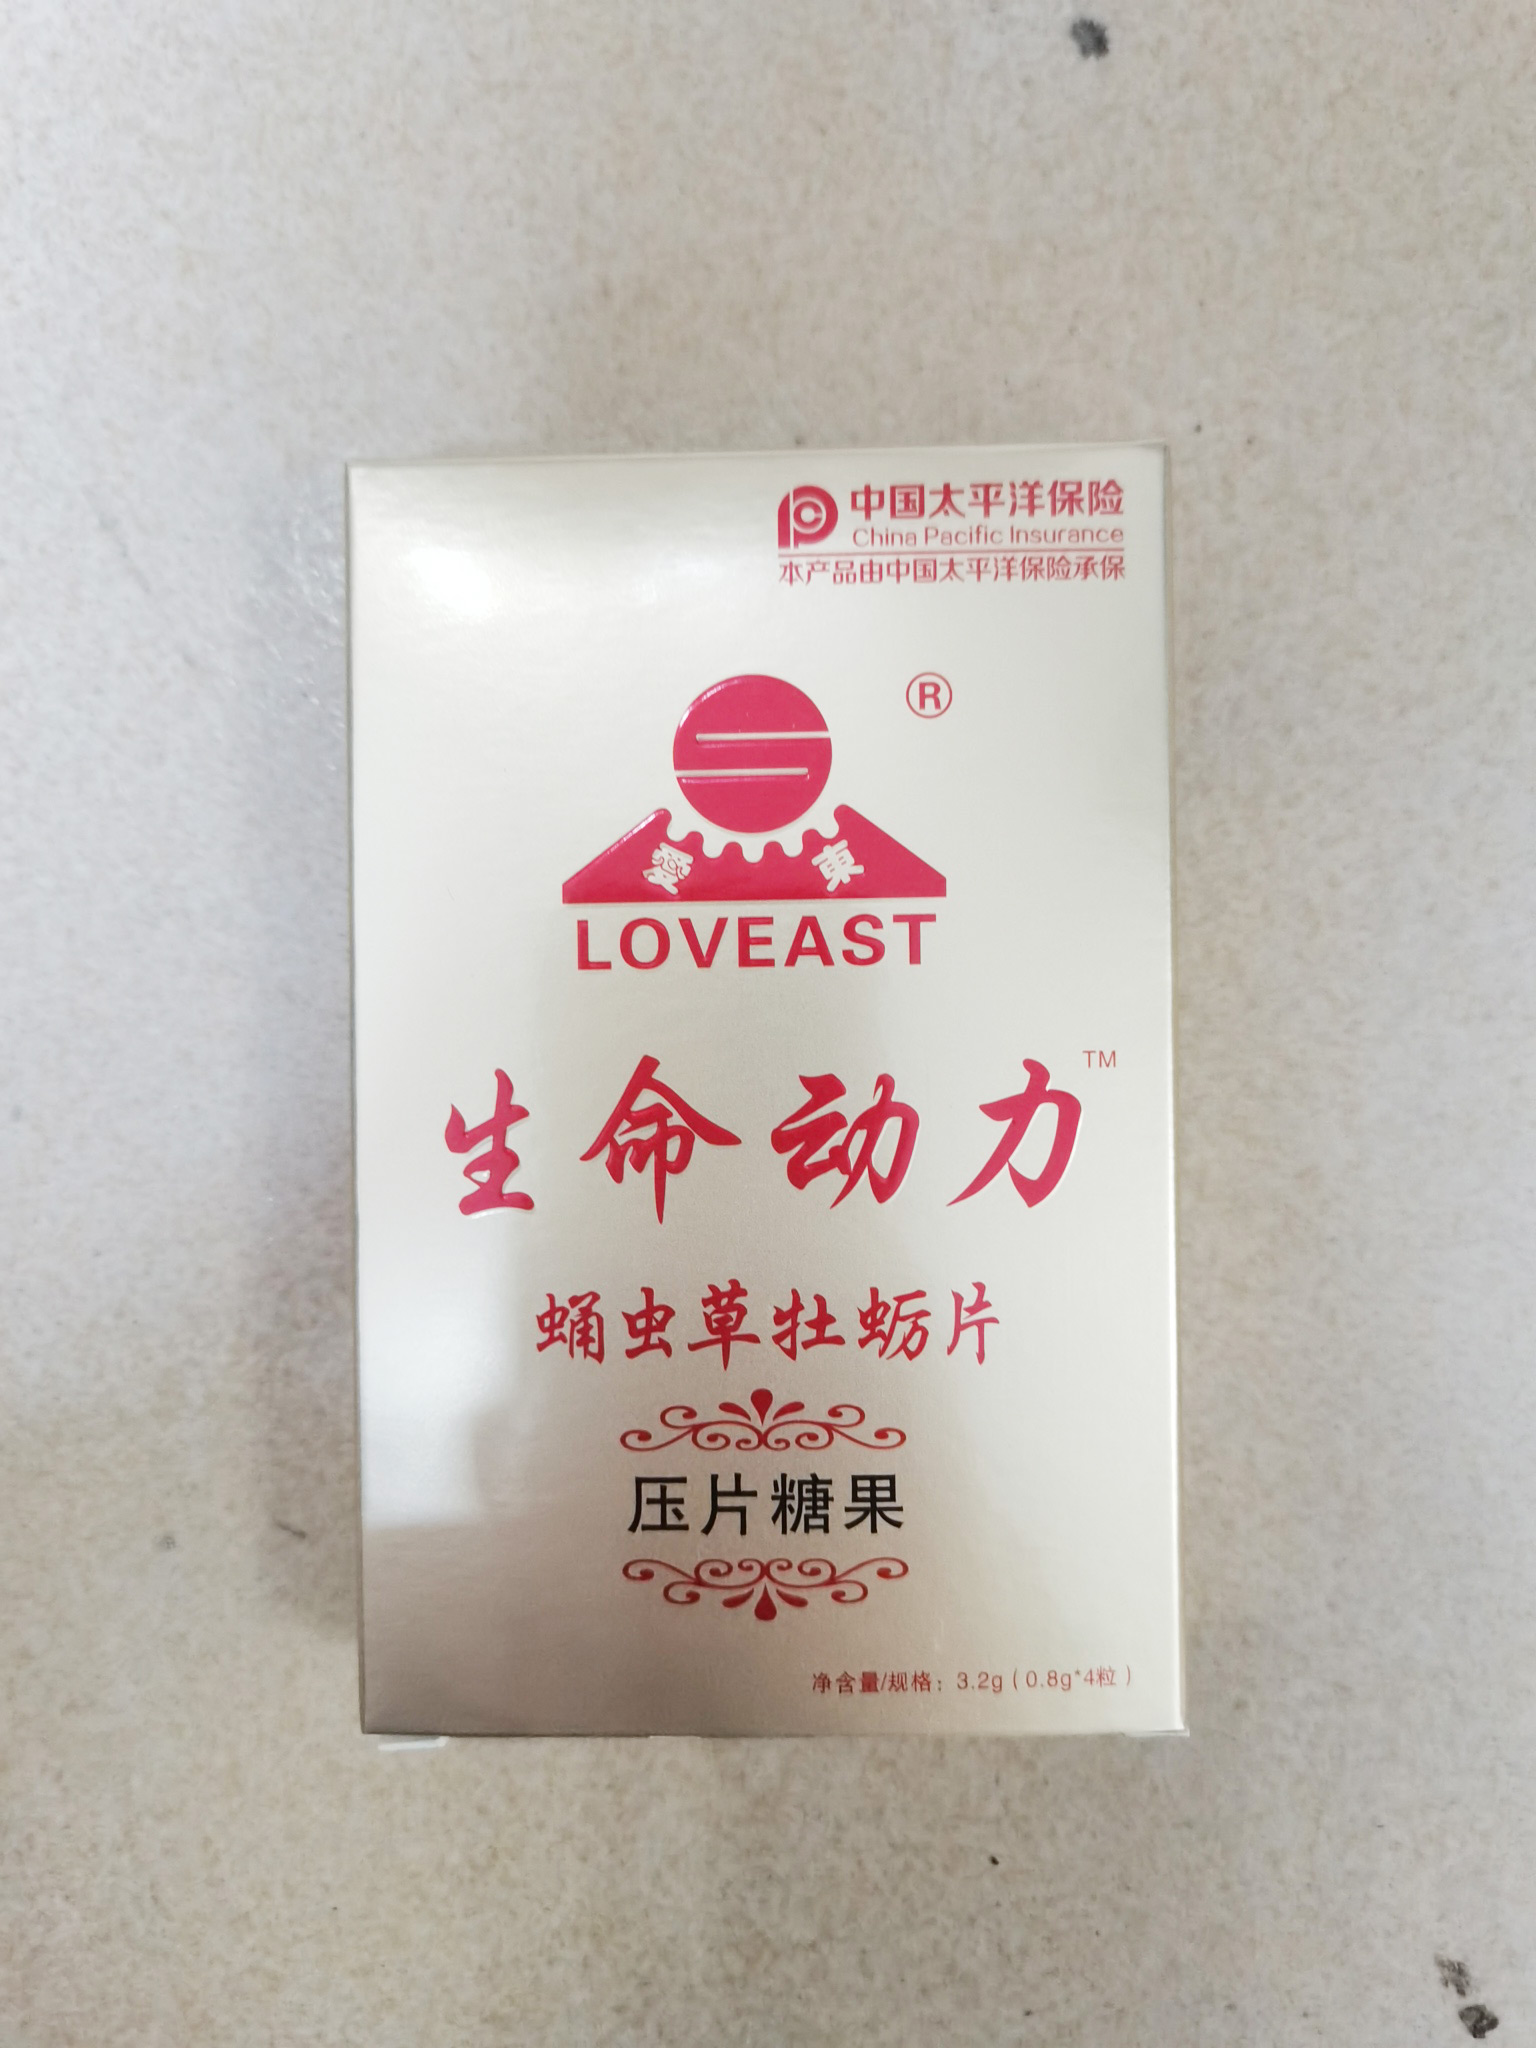 中国太平洋保险
China Pacific Insurance
本产品由中国太平洋保险承保
®
愛東
LOVEAST
生命动力™
蛹虫草牡蛎片
压片糖果
净含量/规格：3.2g（0.8g*4粒）